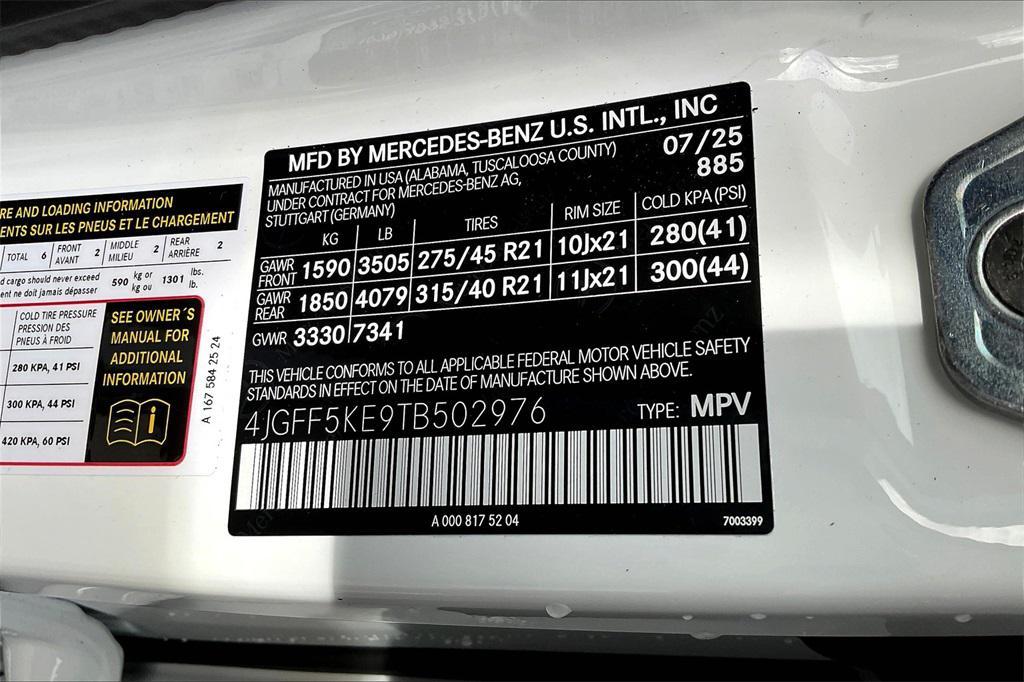 RE AND LOADING INFORMATION
ENTS SUR LES PNEUS ET LE CHARGEMENT
TOTAL 6 FRONT AVANT 2 MIDDLE MILIEU 2 REAR ARRIÈRE 2
d cargo should never exceed 590 kg or 1301 lbs.
ent ne doit jamais dépasser kg ou lb.
COLD TIRE PRESSURE
PRESSION DES
PNEUS À FROID
280 KPA, 41 PSI
300 KPA, 44 PSI
420 KPA, 60 PSI
SEE OWNER´S
MANUAL FOR
ADDITIONAL
INFORMATION
A 167 584 25 24
MFD BY MERCEDES-BENZ U.S. INTL., INC
MANUFACTURED IN USA (ALABAMA, TUSCALOOSA COUNTY) 07/25
UNDER CONTRACT FOR MERCEDES-BENZ AG, 885
STUTTGART (GERMANY)
KG LB TIRES RIM SIZE COLD KPA (PSI)
GAWR FRONT 1590 3505 275/45 R21 10Jx21 280(41)
GAWR REAR 1850 4079 315/40 R21 11Jx21 300(44)
GVWR 3330 7341
THIS VEHICLE CONFORMS TO ALL APPLICABLE FEDERAL MOTOR VEHICLE SAFETY
STANDARDS IN EFFECT ON THE DATE OF MANUFACTURE SHOWN ABOVE.
4JGFF5KE9TB502976 TYPE: MPV
A 000 817 52 04 7003399